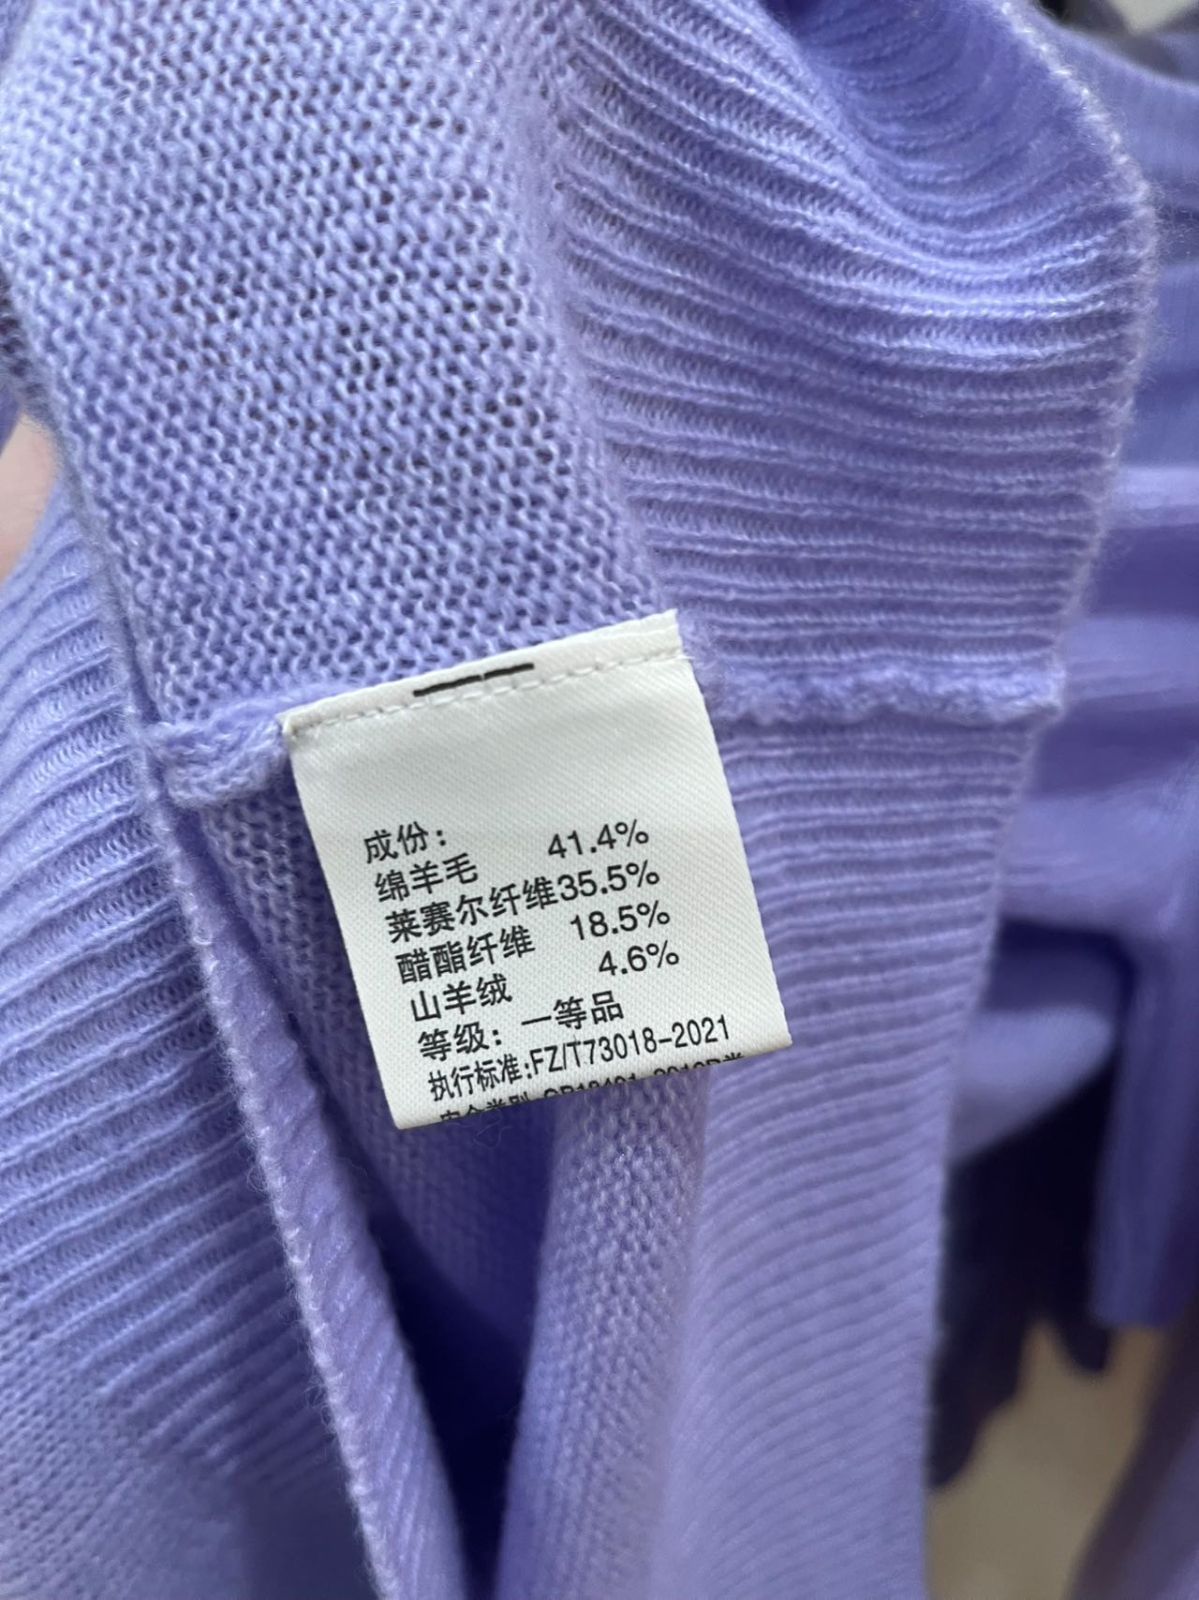 成份：
绵羊毛 41.4%
莱赛尔纤维35.5%
醋酯纤维 18.5%
山羊绒 4.6%
等级：一等品
执行标准:FZ/T73018-2021